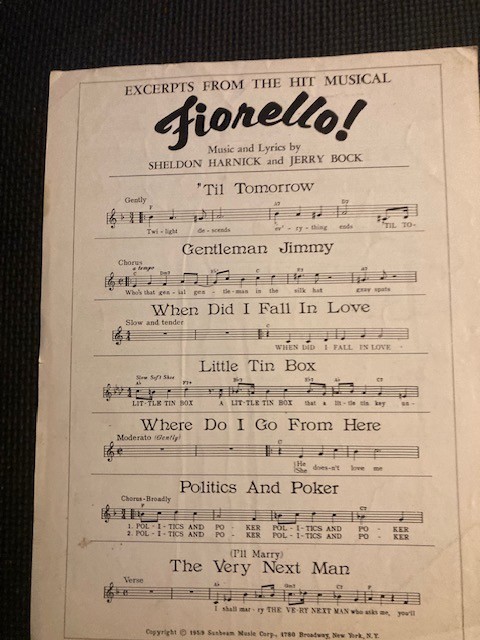 EXCERPTS FROM THE HIT MUSICAL
Fiorello!
Music and Lyrics by
SHELDON HARNICK and JERRY BOCK
'Til Tomorrow
Gently
F A7 D7
Twi-light de-scends ev'-ry-thing ends 'TIL TO-
Gentleman Jimmy
Chorus
a tempo
Who's that gen-ial gen-tle-man in the silk hat gray spats
When Did I Fall In Love
Slow and tender
WHEN DID I FALL IN LOVE -
Little Tin Box
Slow Soft Shoe
LIT-TLE TIN BOX A LIT-TLE TIN BOX that a lit-tle tin key un-
Where Do I Go From Here
Moderato (Gently)
He
She does-n't love me
Politics And Poker
Chorus-Broadly
1. POL-I-TICS AND PO-KER POL-I-TICS AND PO-KER
2. POL-I-TICS AND PO-KER POL-I-TICS AND PO-KER
(I'll Marry)
The Very Next Man
Verse
I shall mar-ry THE VE-RY NEXT MAN who asks me, you'll
Copyright © 1959 Sunbeam Music Corp., 1780 Broadway, New York, N.Y.